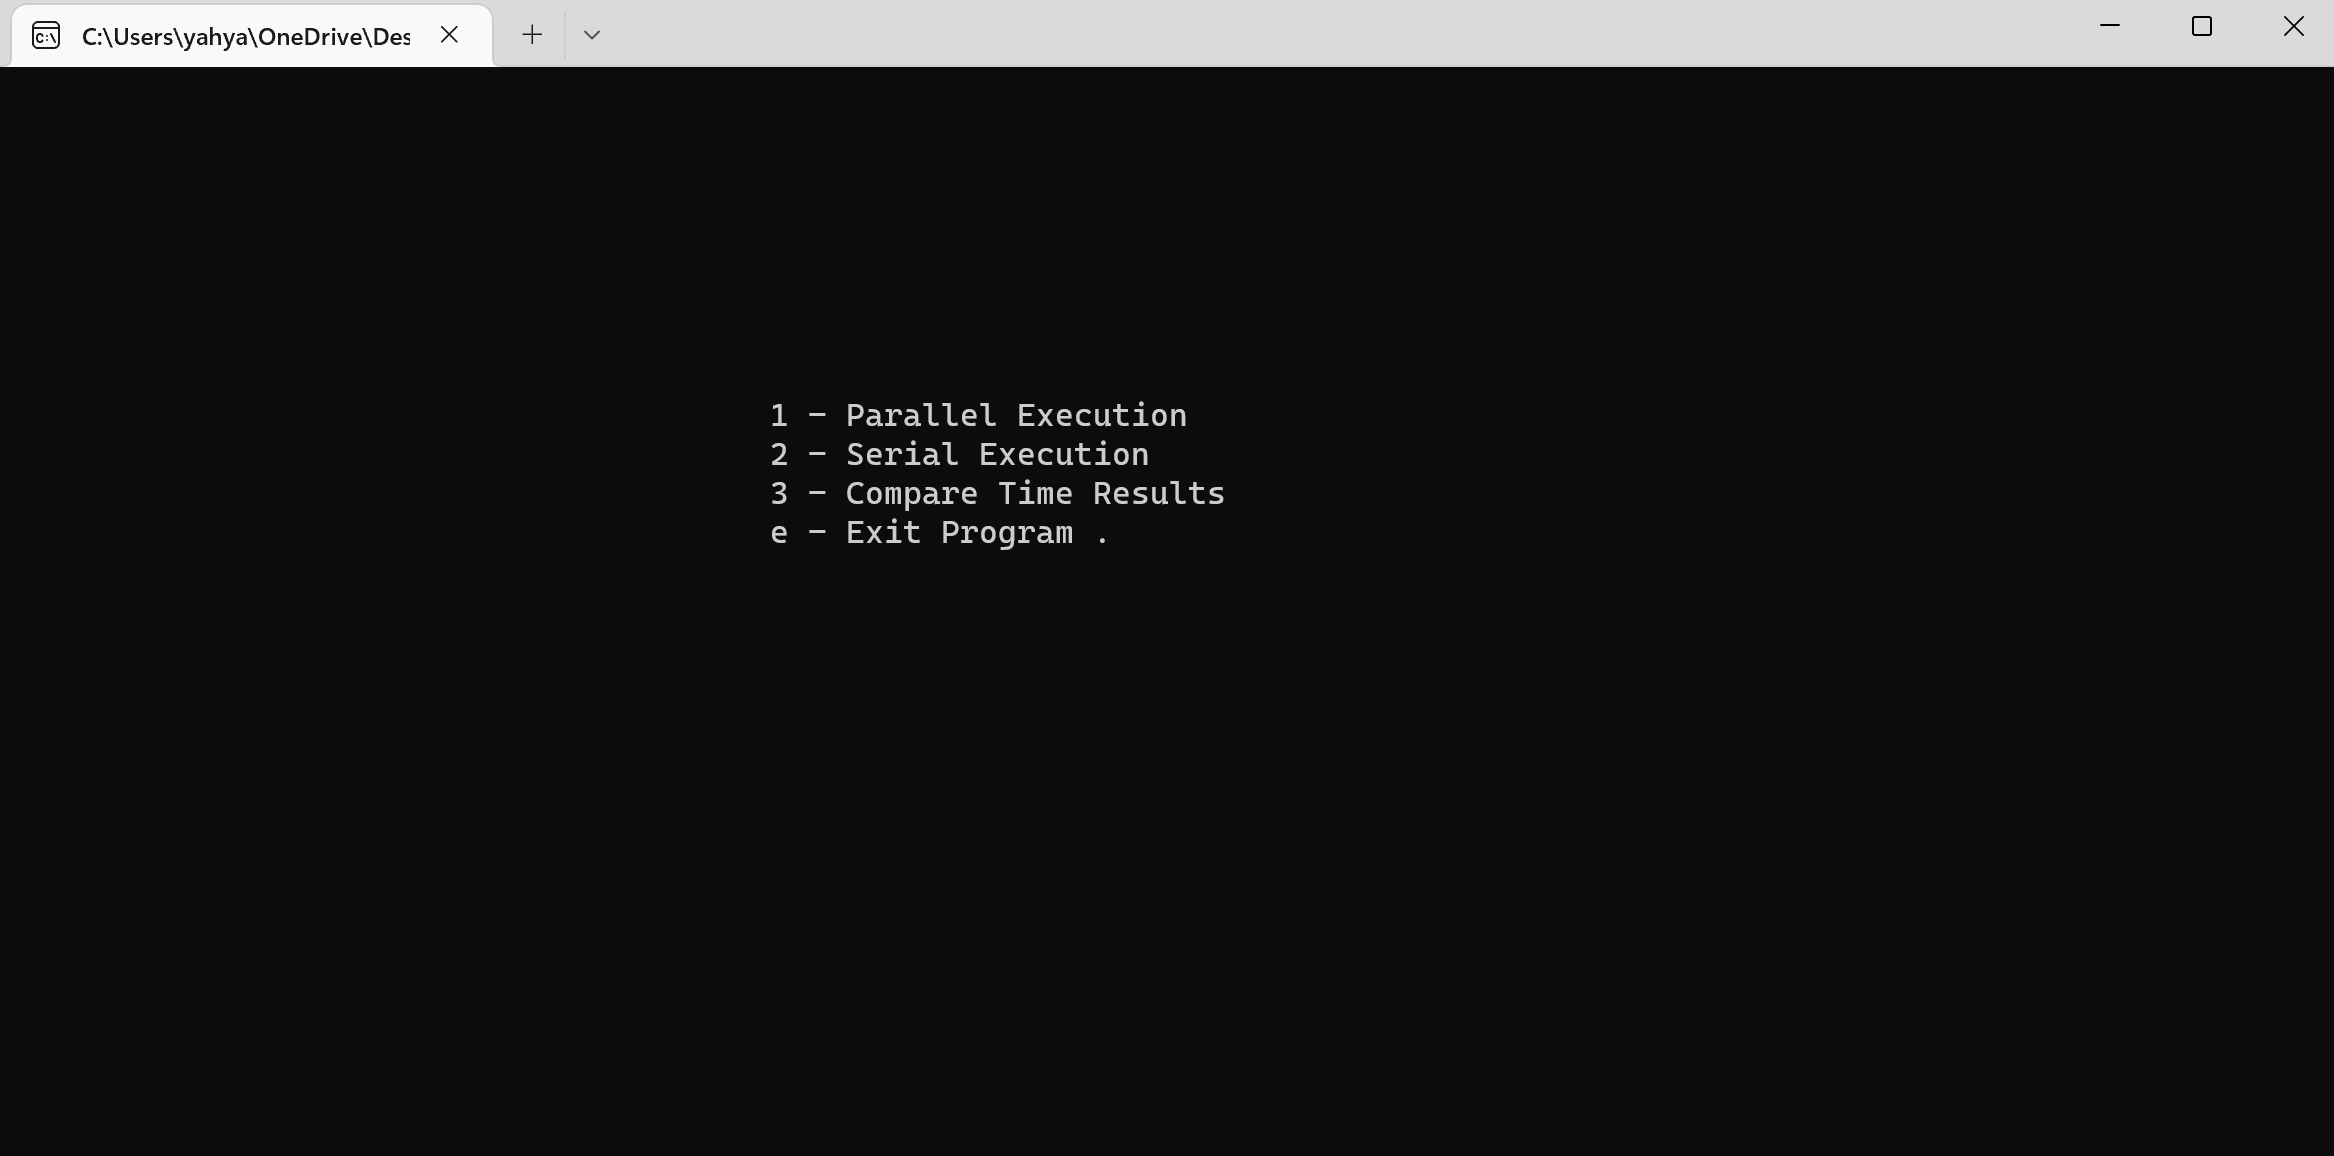 C:\Users\yahya\OneDrive\Des
1 - Parallel Execution
2 - Serial Execution
3 - Compare Time Results
e - Exit Program .